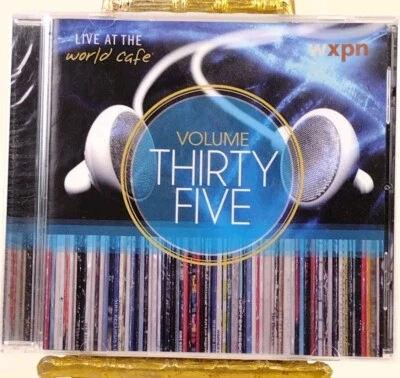 LIVE AT THE
world cafe
wxpn
VOLUME
THIRTY
FIVE